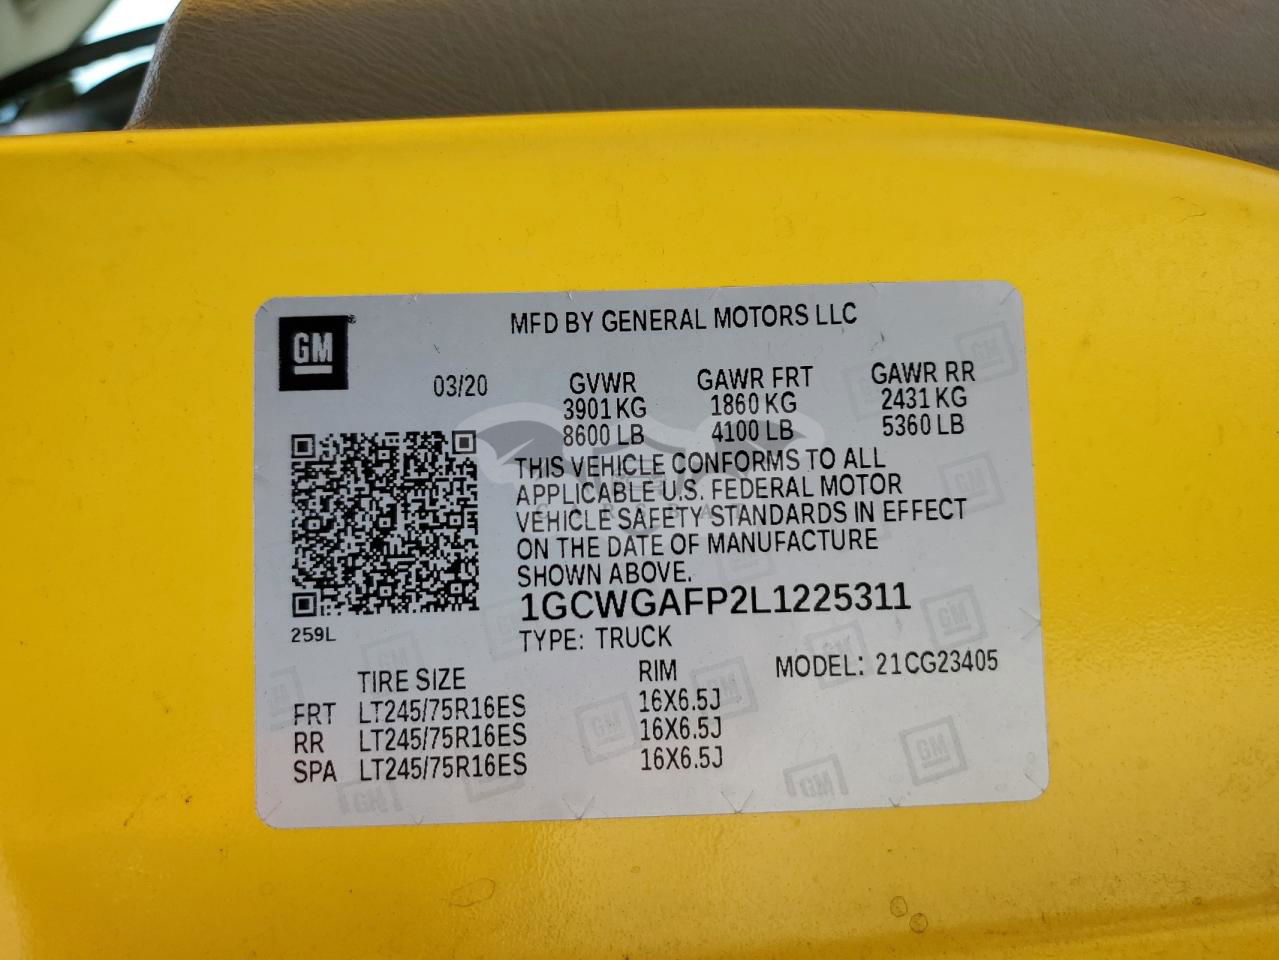 GM
MFD BY GENERAL MOTORS LLC
03/20 GVWR GAWR FRT GAWR RR
3901 KG 1860 KG 2431 KG
8600 LB 4100 LB 5360 LB
THIS VEHICLE CONFORMS TO ALL
APPLICABLE U.S. FEDERAL MOTOR
VEHICLE SAFETY STANDARDS IN EFFECT
ON THE DATE OF MANUFACTURE
SHOWN ABOVE.
1GCWGAFP2L1225311
259L
TYPE: TRUCK
TIRE SIZE RIM MODEL: 21CG23405
FRT LT245/75R16ES 16X6.5J
RR LT245/75R16ES 16X6.5J
SPA LT245/75R16ES 16X6.5J